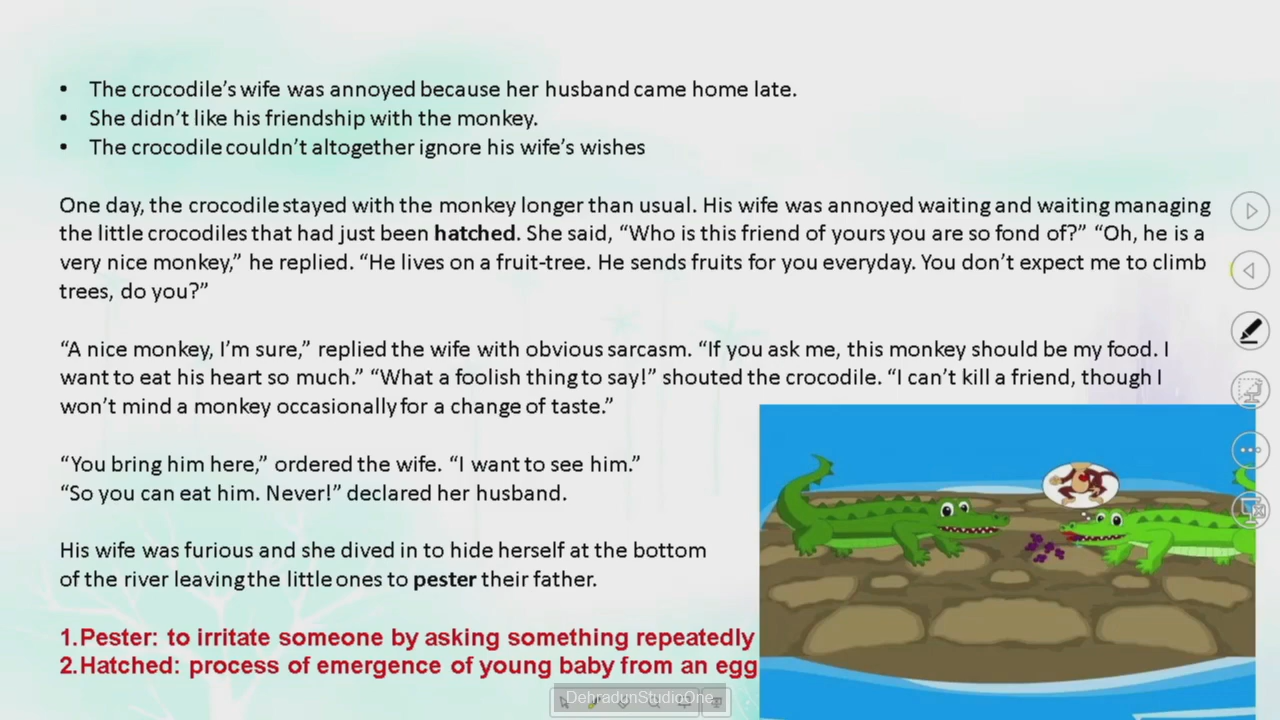 • The crocodile’s wife was annoyed because her husband came home late.
• She didn’t like his friendship with the monkey.
• The crocodile couldn’t altogether ignore his wife’s wishes
One day, the crocodile stayed with the monkey longer than usual. His wife was annoyed waiting and waiting managing
the little crocodiles that had just been hatched. She said, “Who is this friend of yours you are so fond of?” “Oh, he is a
very nice monkey,” he replied. “He lives on a fruit-tree. He sends fruits for you everyday. You don’t expect me to climb
trees, do you?”
“A nice monkey, I’m sure,” replied the wife with obvious sarcasm. “If you ask me, this monkey should be my food. I
want to eat his heart so much.” “What a foolish thing to say!” shouted the crocodile. “I can’t kill a friend, though I
won’t mind a monkey occasionally for a change of taste.”
“You bring him here,” ordered the wife. “I want to see him.”
“So you can eat him. Never!” declared her husband.
His wife was furious and she dived in to hide herself at the bottom
of the river leaving the little ones to pester their father.
1.Pester: to irritate someone by asking something repeatedly
2.Hatched: process of emergence of young baby from an egg
DehradunStudioOne